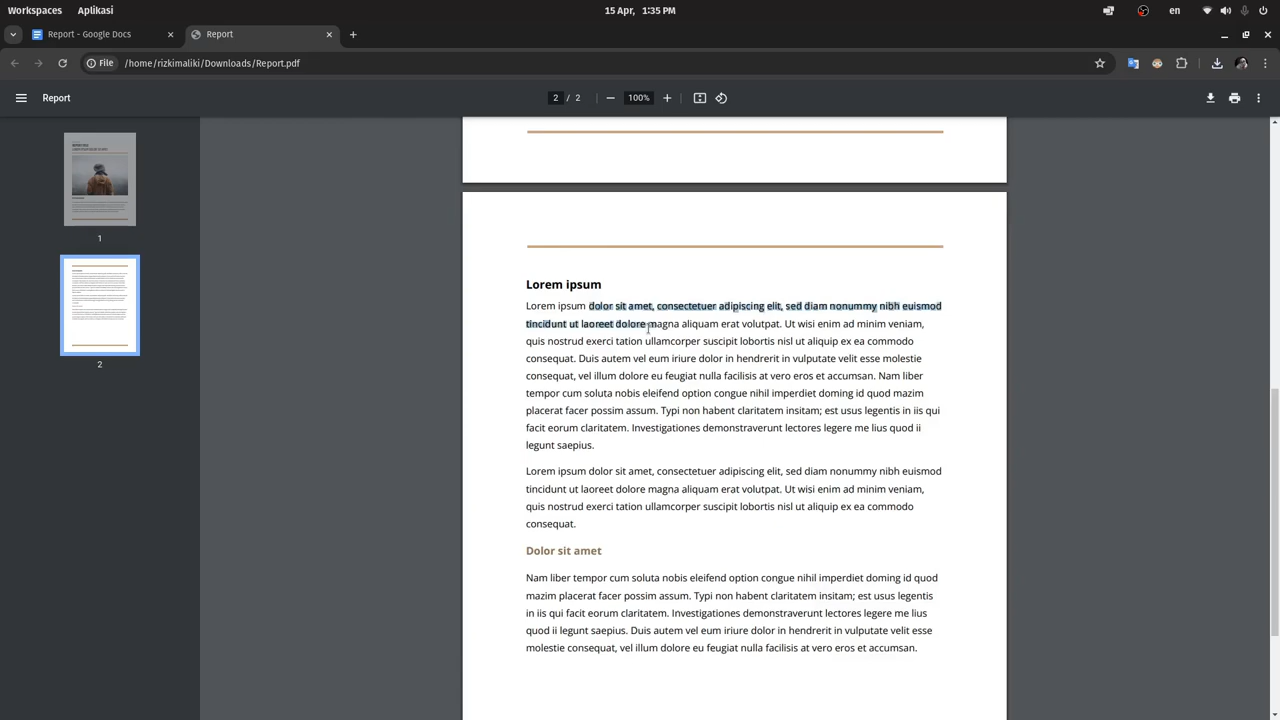 Workspaces Aplikasi 15 Apr, 1:35 PM en
Report - Google Docs Report
File /home/rizkimaliki/Downloads/Report.pdf
Report 2 / 2 100%
1
2
Lorem ipsum
Lorem ipsum dolor sit amet, consectetuer adipiscing elit, sed diam nonummy nibh euismod
tincidunt ut laoreet dolore magna aliquam erat volutpat. Ut wisi enim ad minim veniam,
quis nostrud exerci tation ullamcorper suscipit lobortis nisl ut aliquip ex ea commodo
consequat. Duis autem vel eum iriure dolor in hendrerit in vulputate velit esse molestie
consequat, vel illum dolore eu feugiat nulla facilisis at vero eros et accumsan. Nam liber
tempor cum soluta nobis eleifend option congue nihil imperdiet doming id quod mazim
placerat facer possim assum. Typi non habent claritatem insitam; est usus legentis in iis qui
facit eorum claritatem. Investigationes demonstraverunt lectores legere me lius quod ii
legunt saepius.
Lorem ipsum dolor sit amet, consectetuer adipiscing elit, sed diam nonummy nibh euismod
tincidunt ut laoreet dolore magna aliquam erat volutpat. Ut wisi enim ad minim veniam,
quis nostrud exerci tation ullamcorper suscipit lobortis nisl ut aliquip ex ea commodo
consequat.
Dolor sit amet
Nam liber tempor cum soluta nobis eleifend option congue nihil imperdiet doming id quod
mazim placerat facer possim assum. Typi non habent claritatem insitam; est usus legentis
in iis qui facit eorum claritatem. Investigationes demonstraverunt lectores legere me lius
quod ii legunt saepius. Duis autem vel eum iriure dolor in hendrerit in vulputate velit esse
molestie consequat, vel illum dolore eu feugiat nulla facilisis at vero eros et accumsan.